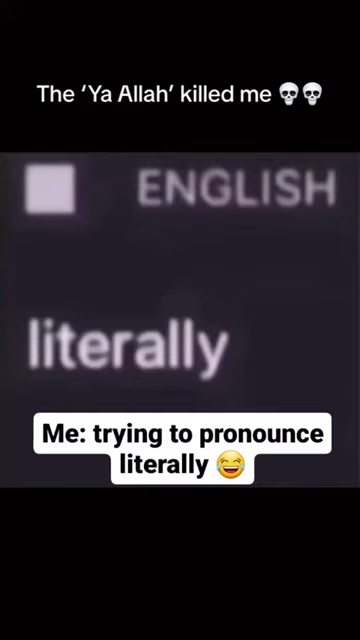 The ‘Ya Allah’ killed me 💀💀
ENGLISH
literally
Me: trying to pronounce
literally 😂